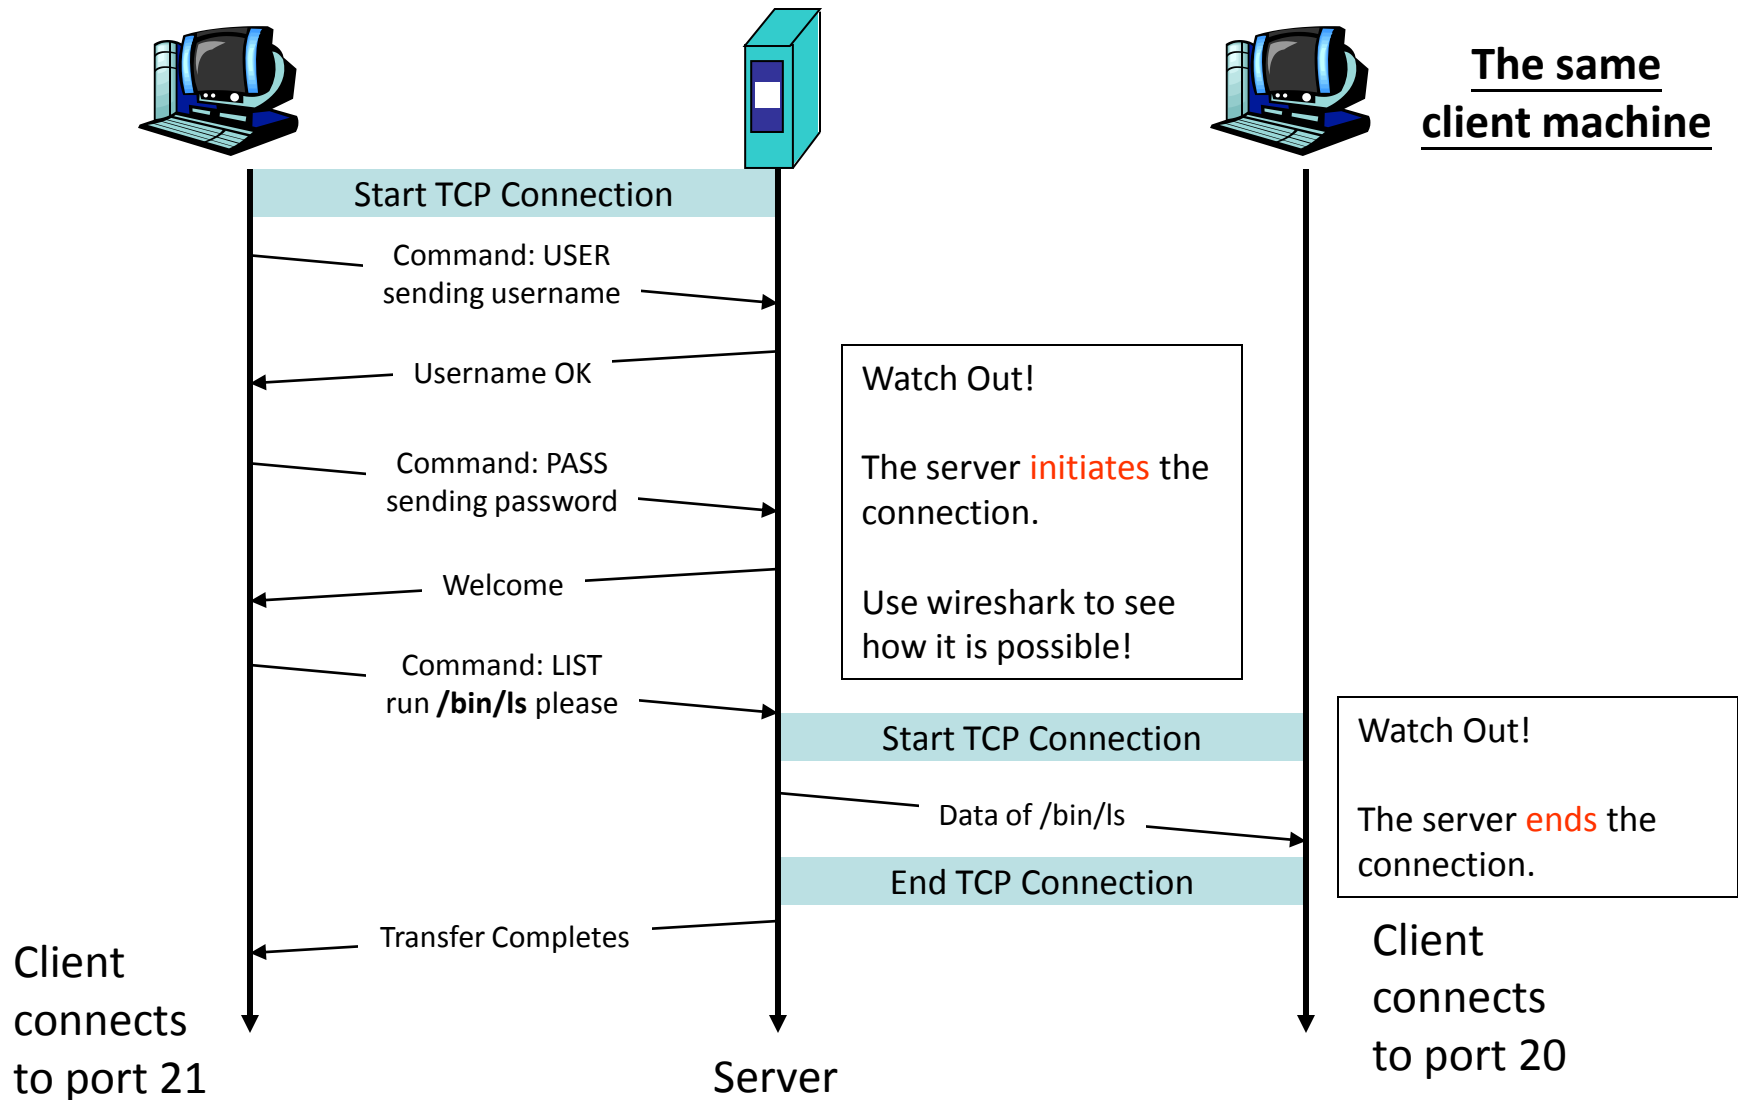 The same
client machine
Start TCP Connection
Command: USER
sending username
Username OK
Command: PASS
sending password
Welcome
Command: LIST
run /bin/ls please
Watch Out!
The server initiates the
connection.
Use wireshark to see
how it is possible!
Start TCP Connection
Data of /bin/ls
End TCP Connection
Watch Out!
The server ends the
connection.
Transfer Completes
Client
connects
to port 21
Server
Client
connects
to port 20